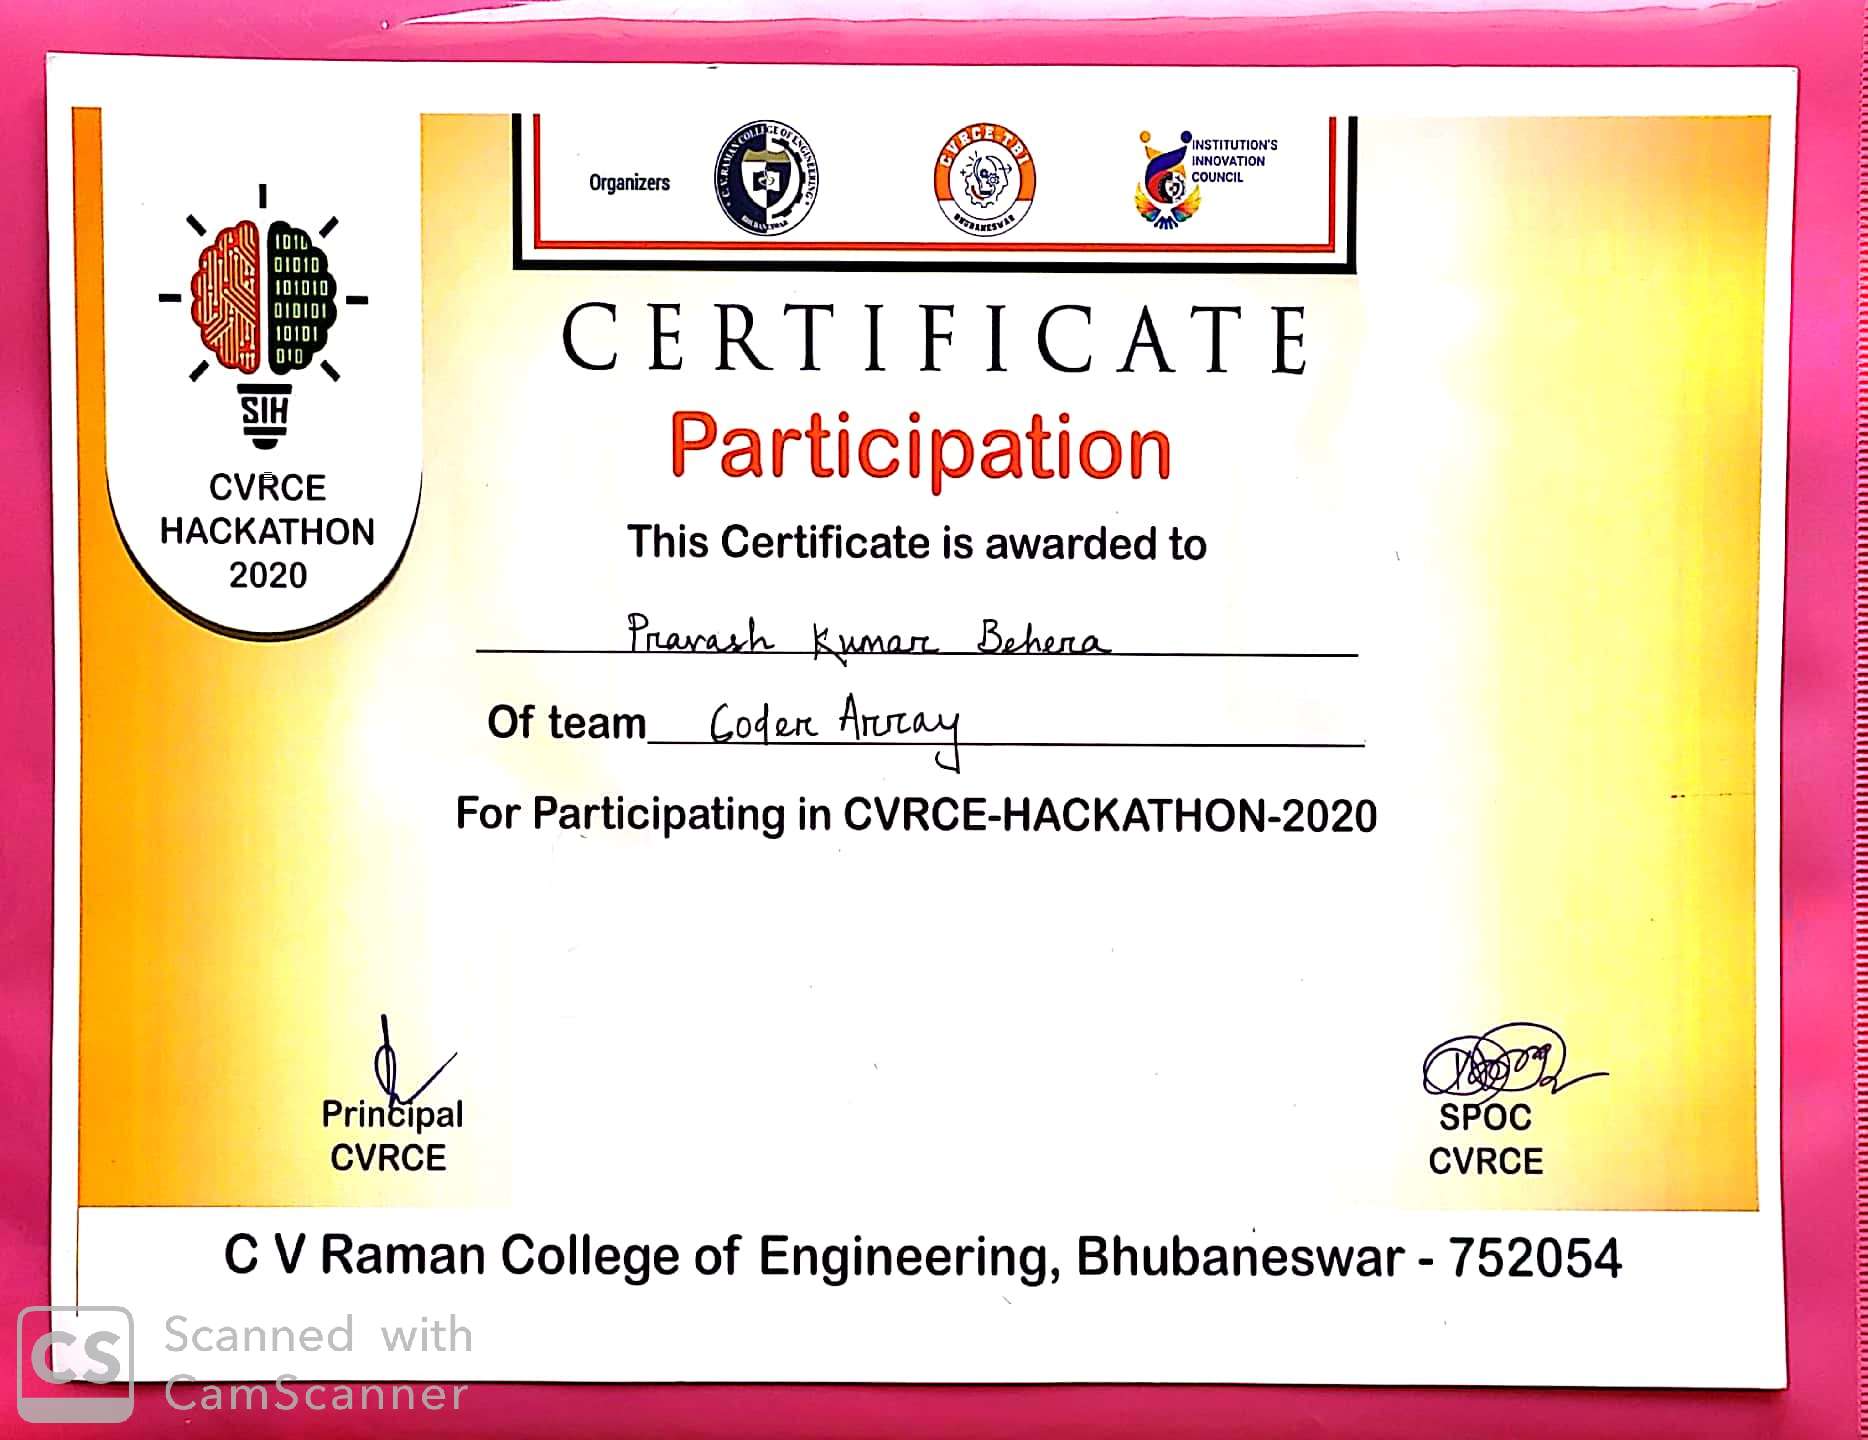 Organizers
C.V. RAMAN COLLEGE OF ENGINEERING
BHUBANESWAR
CVRCE TBI
BHUBANESWAR
INSTITUTION'S
INNOVATION
COUNCIL
1010
01010
101010
010101
10101
010
SIH
CVRCE
HACKATHON
2020
CERTIFICATE
Participation
This Certificate is awarded to
Pravash Kumar Behera
Of team Coder Array
For Participating in CVRCE-HACKATHON-2020
Principal
CVRCE
SPOC
CVRCE
C V Raman College of Engineering, Bhubaneswar - 752054
CS
Scanned with
CamScanner